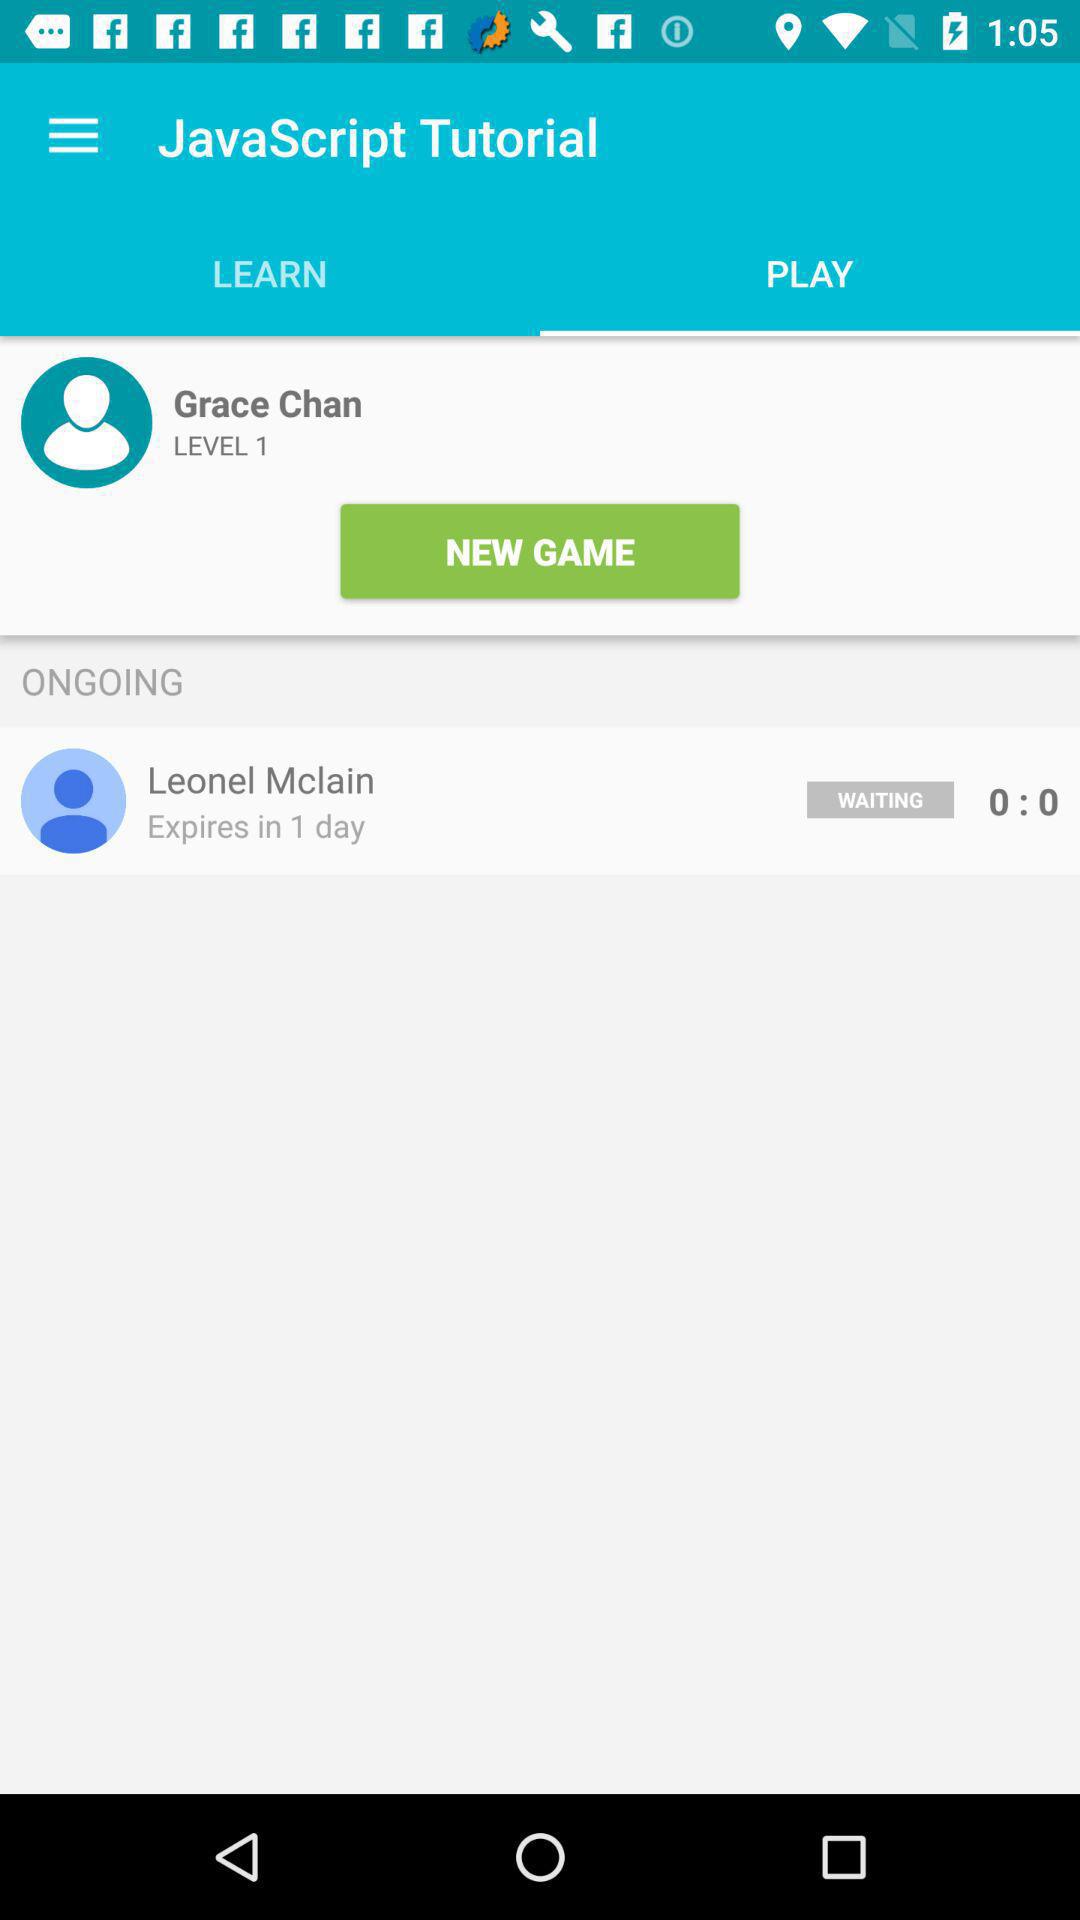 1:05
JavaScript Tutorial
LEARN
PLAY
Grace Chan
LEVEL 1
NEW GAME
ONGOING
Leonel Mclain
Expires in 1 day
WAITING
0 : 0